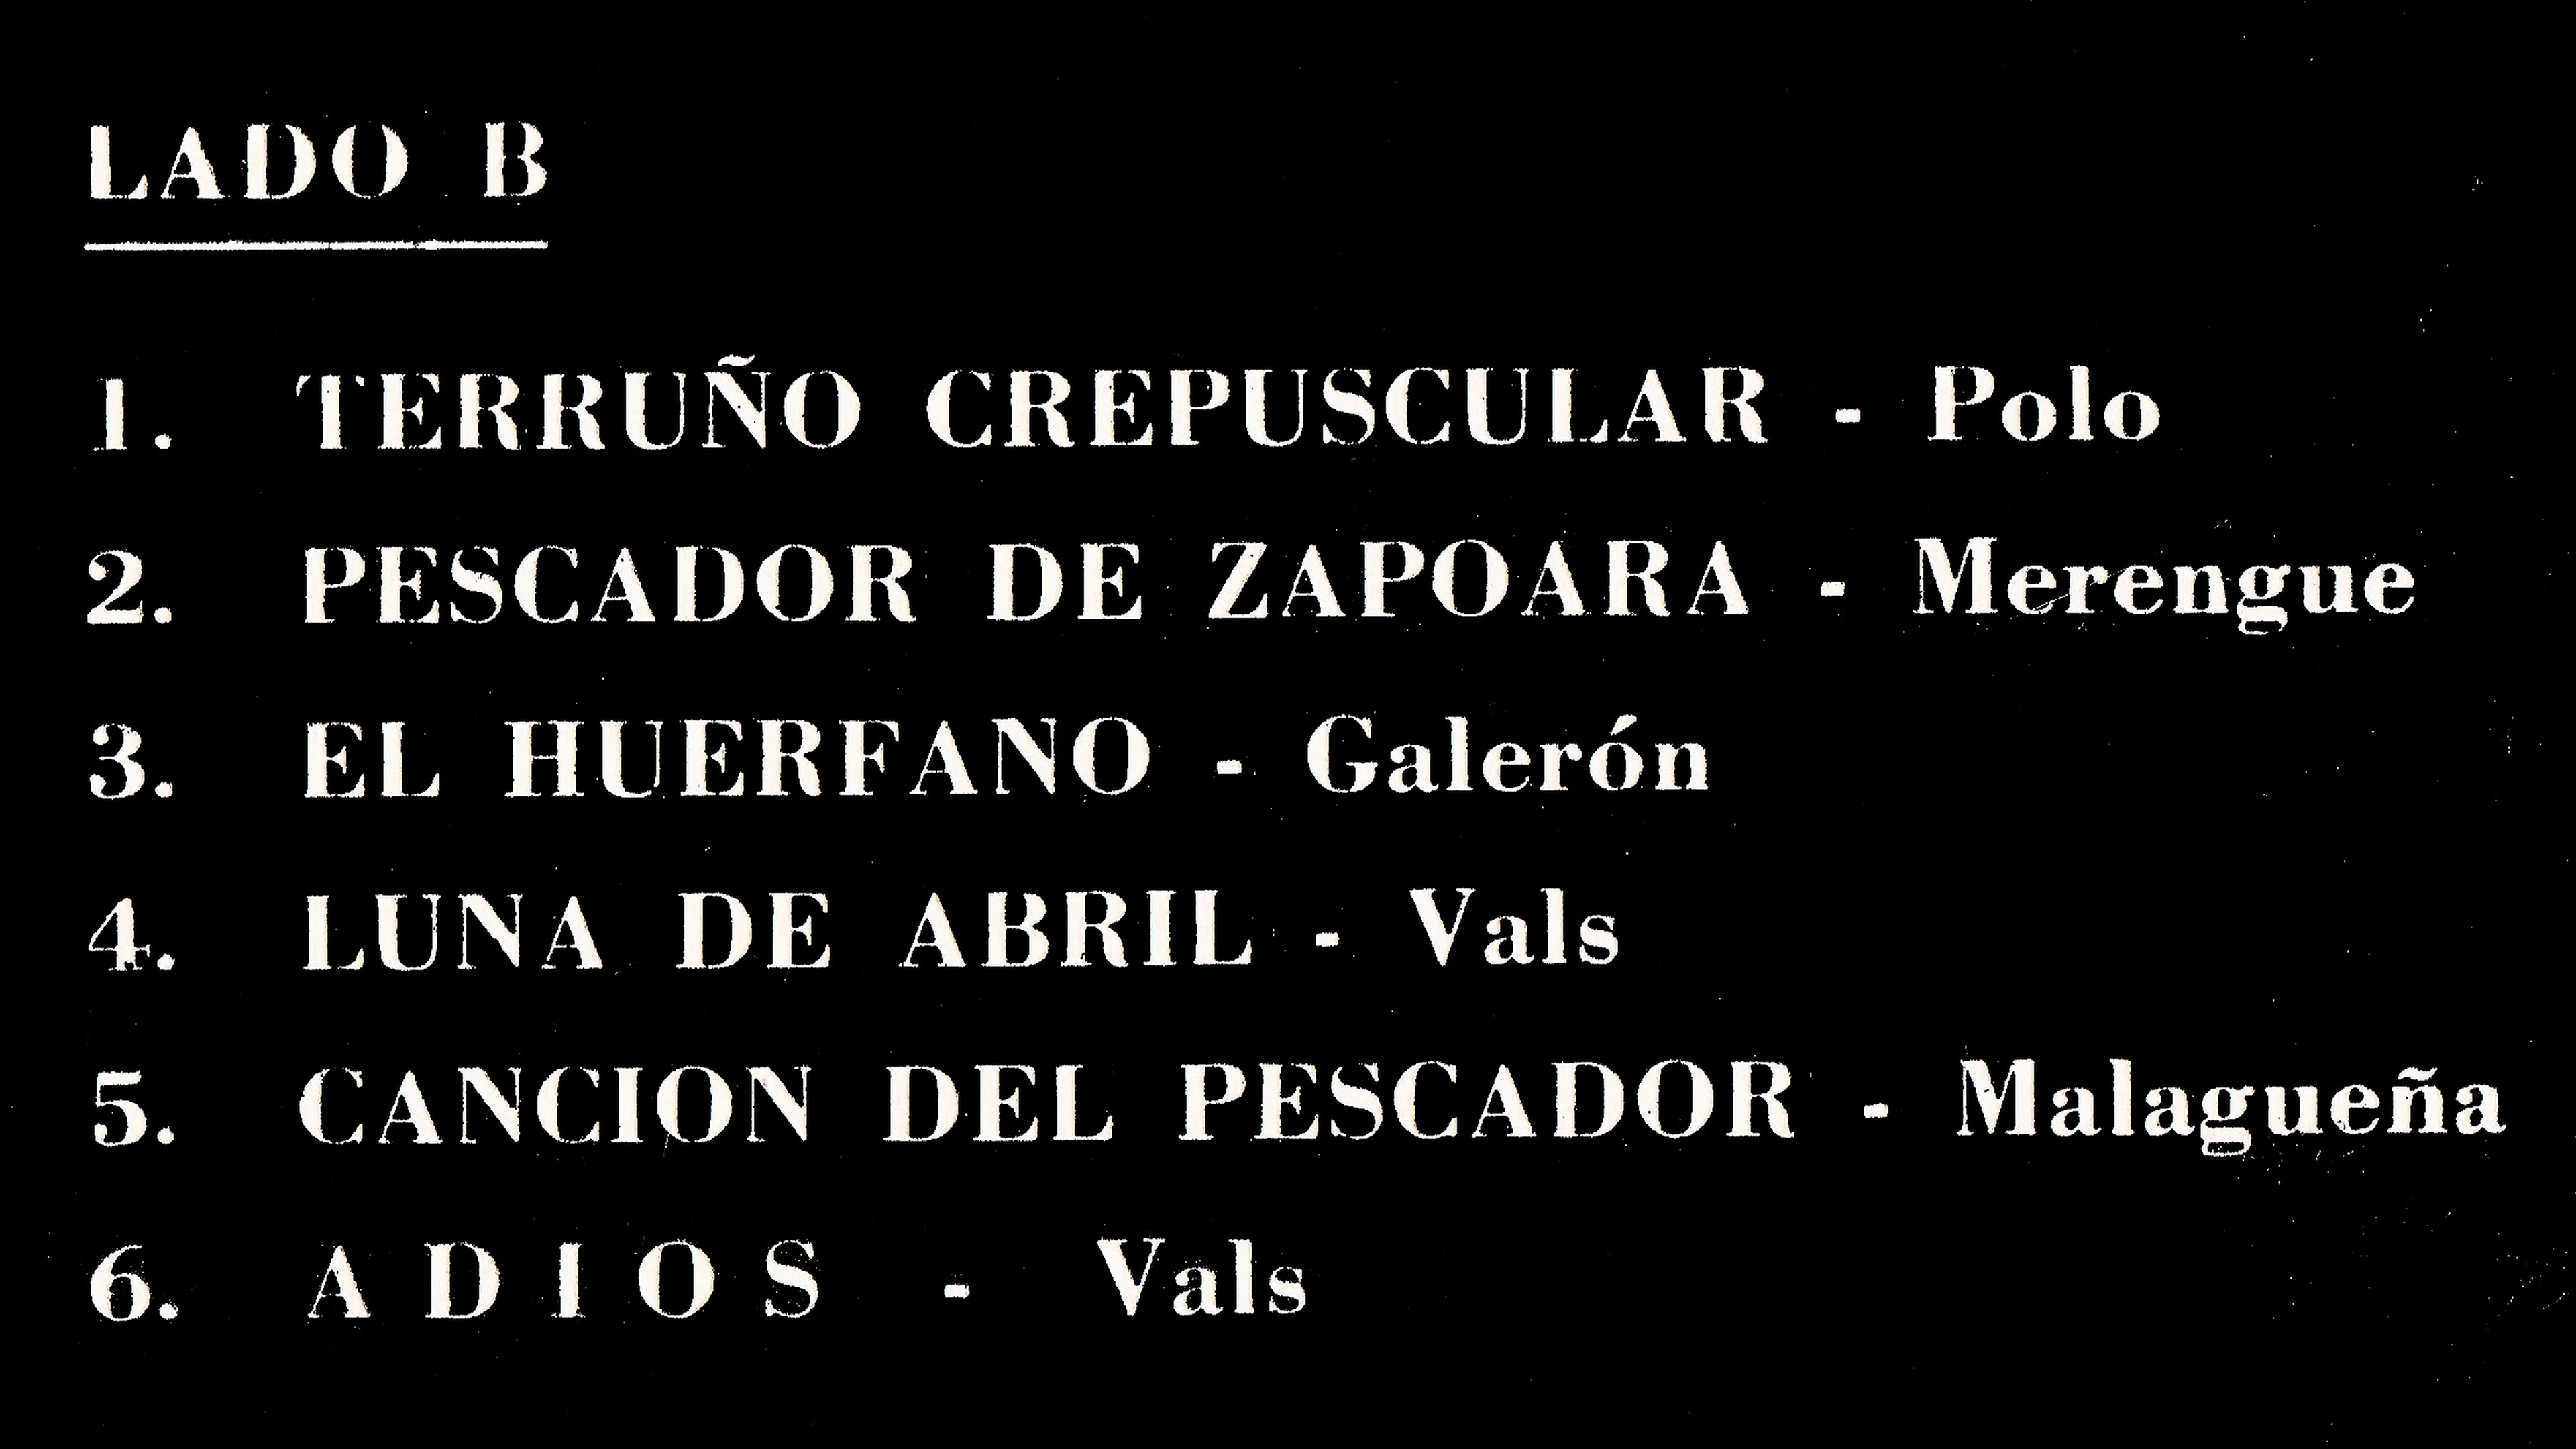 LADO B
1. TERRUÑO CREPUSCULAR - Polo
2. PESCADOR DE ZAPOARA - Merengue
3. EL HUERFANO - Galerón
4. LUNA DE ABRIL - Vals
5. CANCION DEL PESCADOR - Malagueña
6. ADIOS - Vals